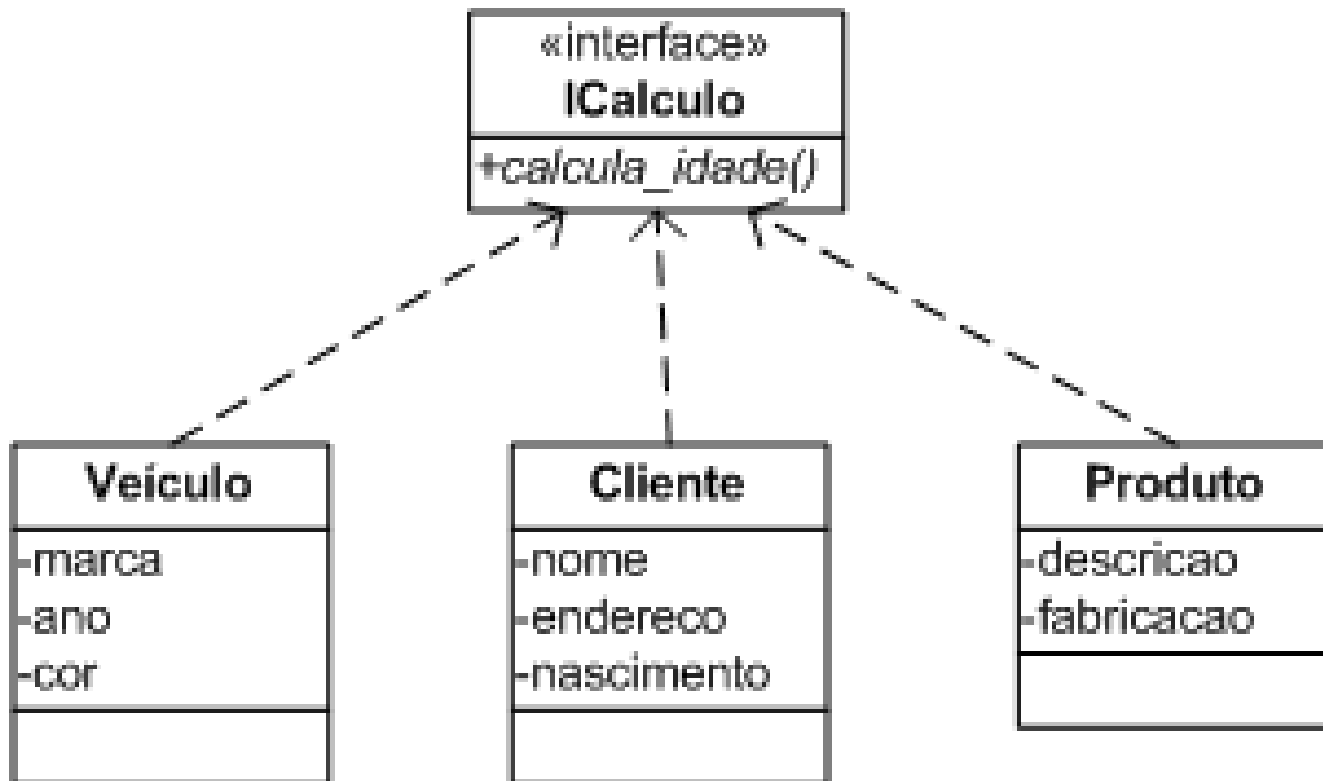 «interface»
ICalculo
+calcula_idade()
Veículo
-marca
-ano
-cor
Cliente
-nome
-endereco
-nascimento
Produto
-descricao
-fabricacao